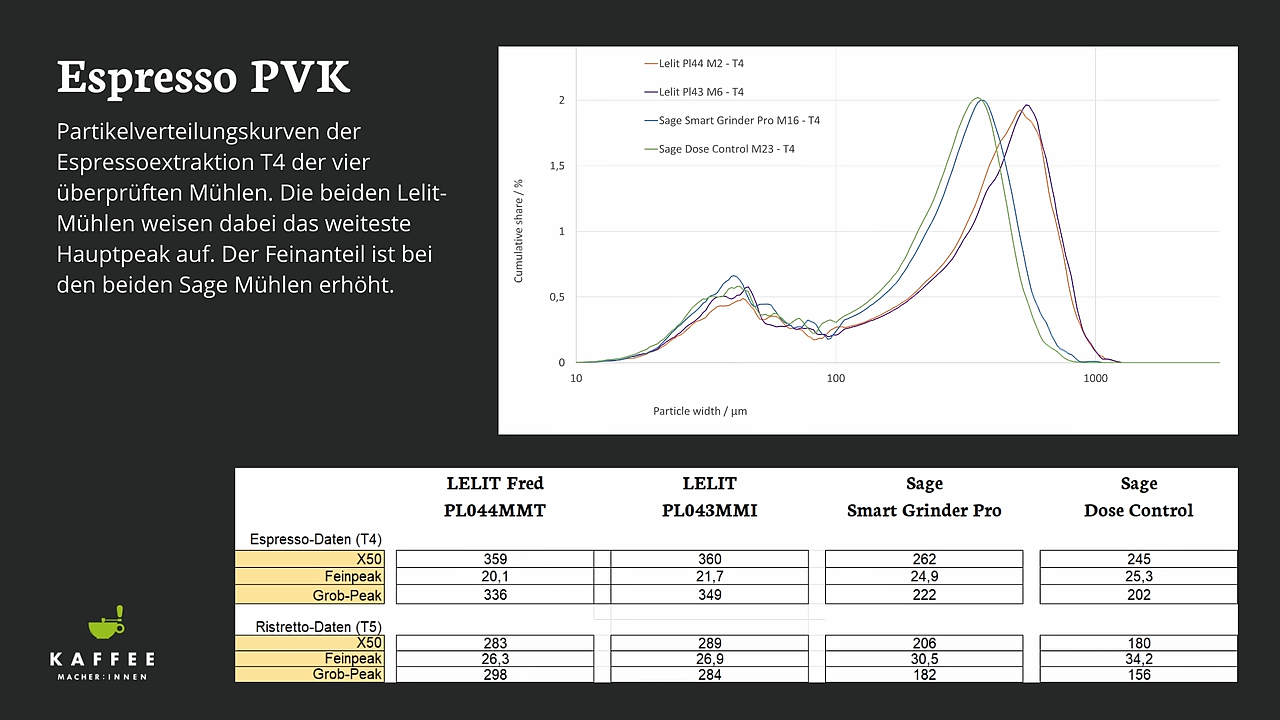 Espresso PVK
Partikelverteilungskurven der
Espressoextraktion T4 der vier
überprüften Mühlen. Die beiden Lelit-
Mühlen weisen dabei das weiteste
Hauptpeak auf. Der Feinanteil ist bei
den beiden Sage Mühlen erhöht.
Lelit Pl44 M2 - T4
Lelit Pl43 M6 - T4
Sage Smart Grinder Pro M16 - T4
Sage Dose Control M23 - T4
Cumulative share / %
2
1,5
1
0,5
0
10 100 1000
Particle width / µm
LELIT Fred LELIT Sage Sage
PL044MMT PL043MMI Smart Grinder Pro Dose Control
Espresso-Daten (T4)
X50 359 360 262 245
Feinpeak 20,1 21,7 24,9 25,3
Grob-Peak 336 349 222 202
Ristretto-Daten (T5)
X50 283 289 206 180
Feinpeak 26,3 26,9 30,5 34,2
Grob-Peak 298 284 182 156
KAFFEE
MACHER:INNEN